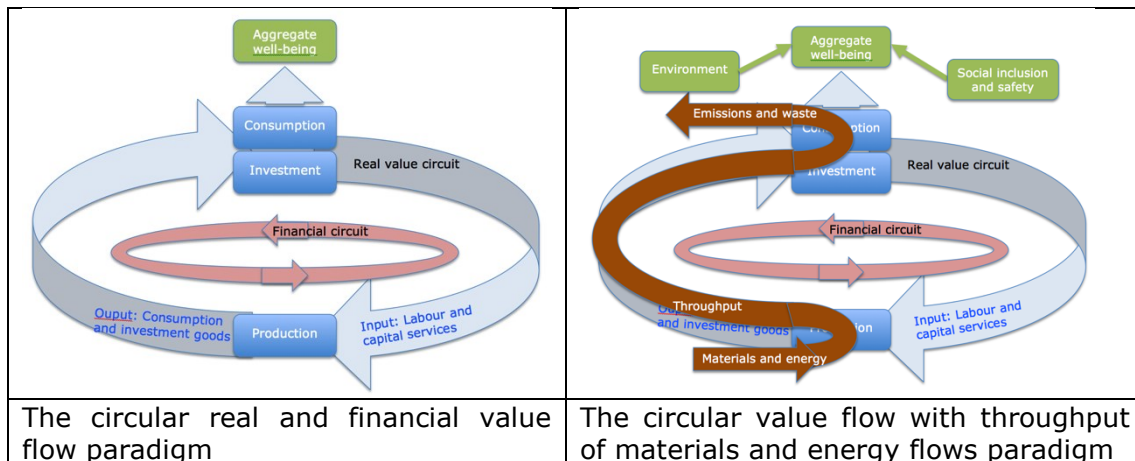 Aggregate
well-being
Consumption
Investment
Real value circuit
Financial circuit
Ouput: Consumption
and investment goods
Production
Input: Labour and
capital services
The circular real and financial value
flow paradigm
Aggregate
well-being
Environment
Social inclusion
and safety
Emissions and waste
Consumption
Investment
Real value circuit
Financial circuit
Throughput
and investment goods
Input: Labour and
capital services
Materials and energy
The circular value flow with throughput
of materials and energy flows paradigm